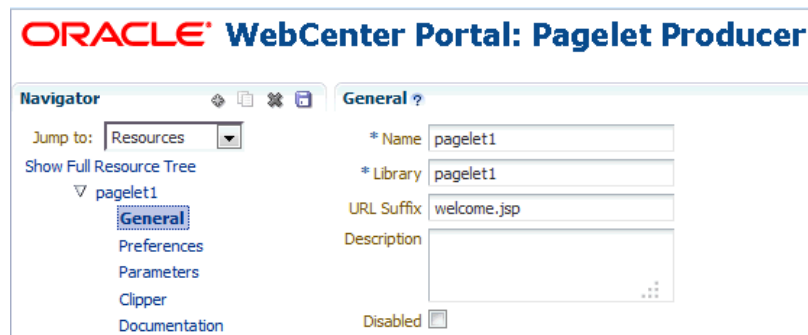 ORACLE® WebCenter Portal: Pagelet Producer
Navigator
General ?
Jump to: Resources
* Name pagelet1
Show Full Resource Tree
* Library pagelet1
pagelet1
URL Suffix welcome.jsp
General
Description
Preferences
Parameters
Clipper
Disabled
Documentation